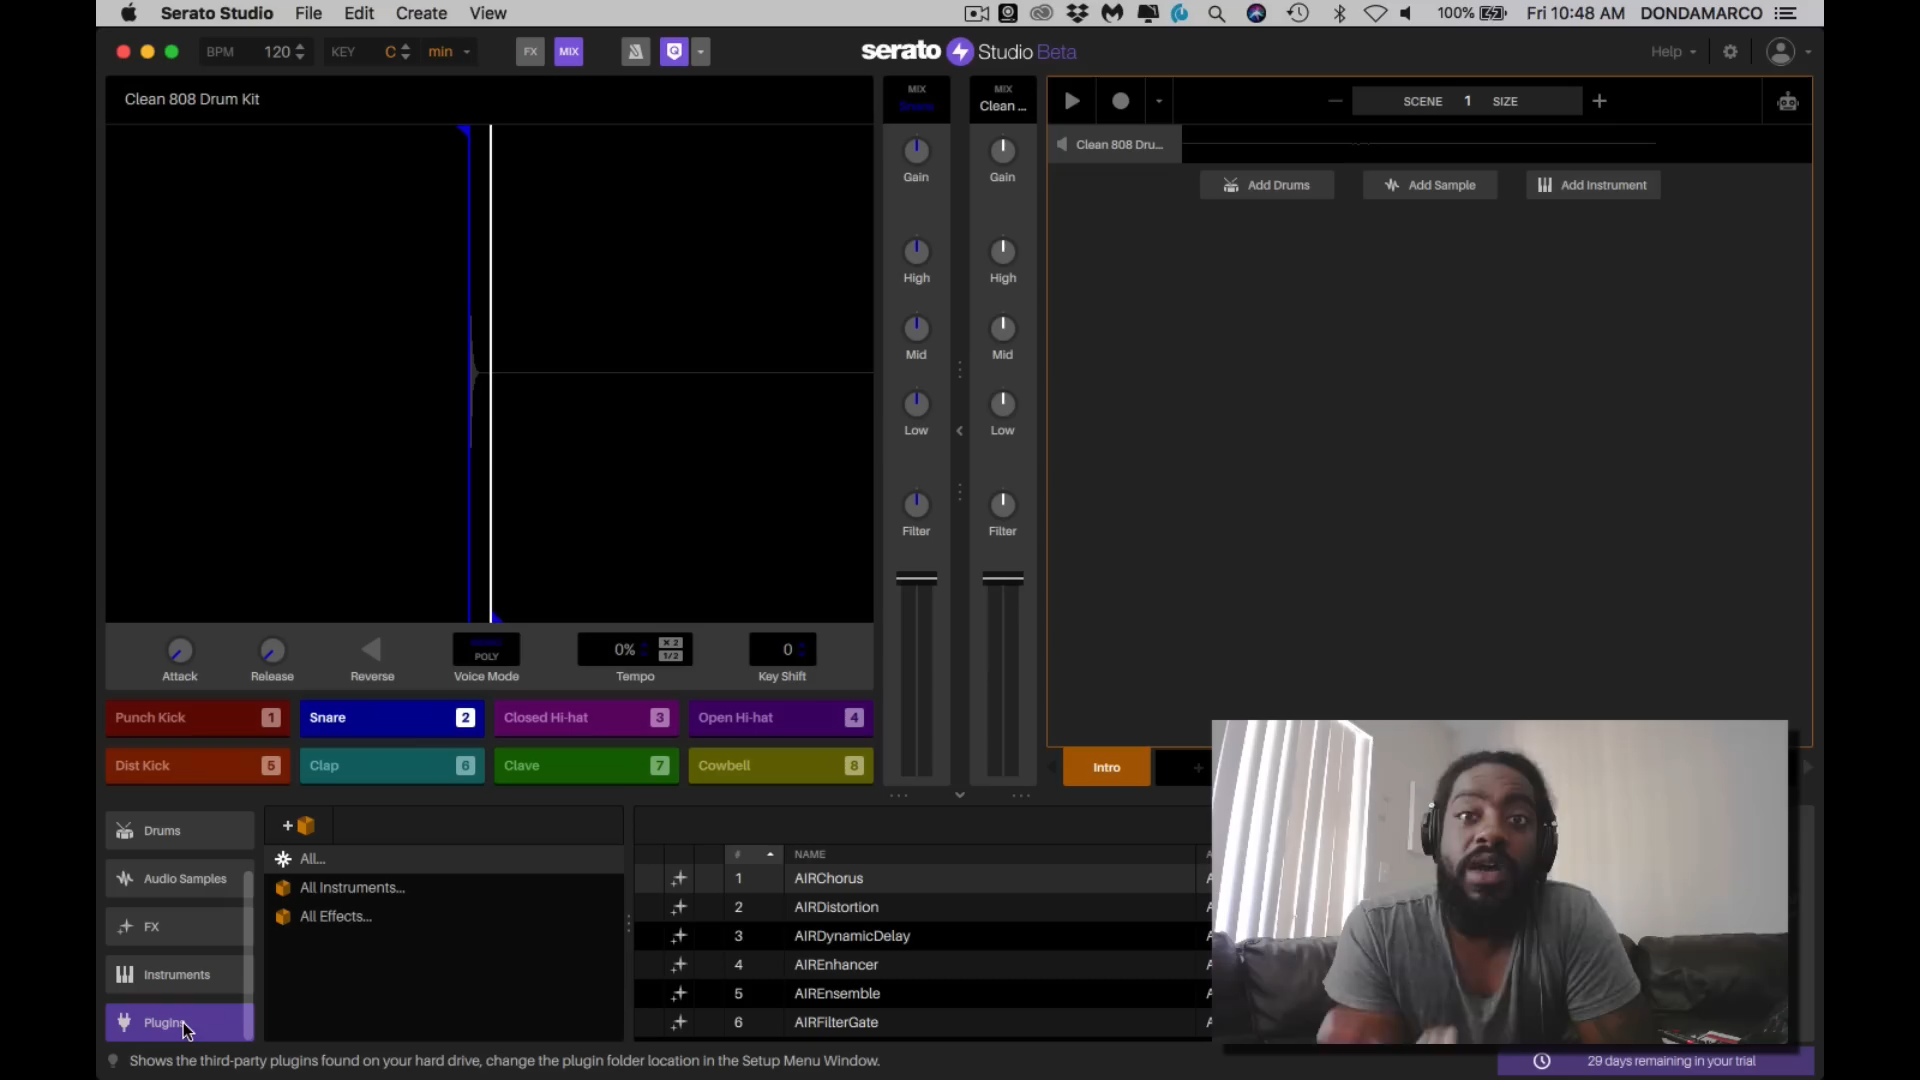 Serato Studio File Edit Create View 100% Fri 10:48 AM DONDAMARCO
BPM 120 KEY C min FX MIX serato Studio Beta Help
Clean 808 Drum Kit
MIX
Snare
MIX
Clean ...
SCENE 1 SIZE
Clean 808 Dru...
Add Drums Add Sample Add Instrument
Gain Gain
High High
Mid Mid
Low Low
Filter Filter
POLY 0% x 2 1/2 0
Attack Release Reverse Voice Mode Tempo Key Shift
Punch Kick 1 Snare 2 Closed Hi-hat 3 Open Hi-hat 4
Dist Kick 5 Clap 6 Clave 7 Cowbell 8
Intro
Drums
Audio Samples
FX
Instruments
Plugins
All...
All Instruments...
All Effects...
# NAME A
1 AIRChorus A
2 AIRDistortion A
3 AIRDynamicDelay A
4 AIREnhancer A
5 AIREnsemble A
6 AIRFilterGate A
Shows the third-party plugins found on your hard drive, change the plugin folder location in the Setup Menu Window.
29 days remaining in your trial